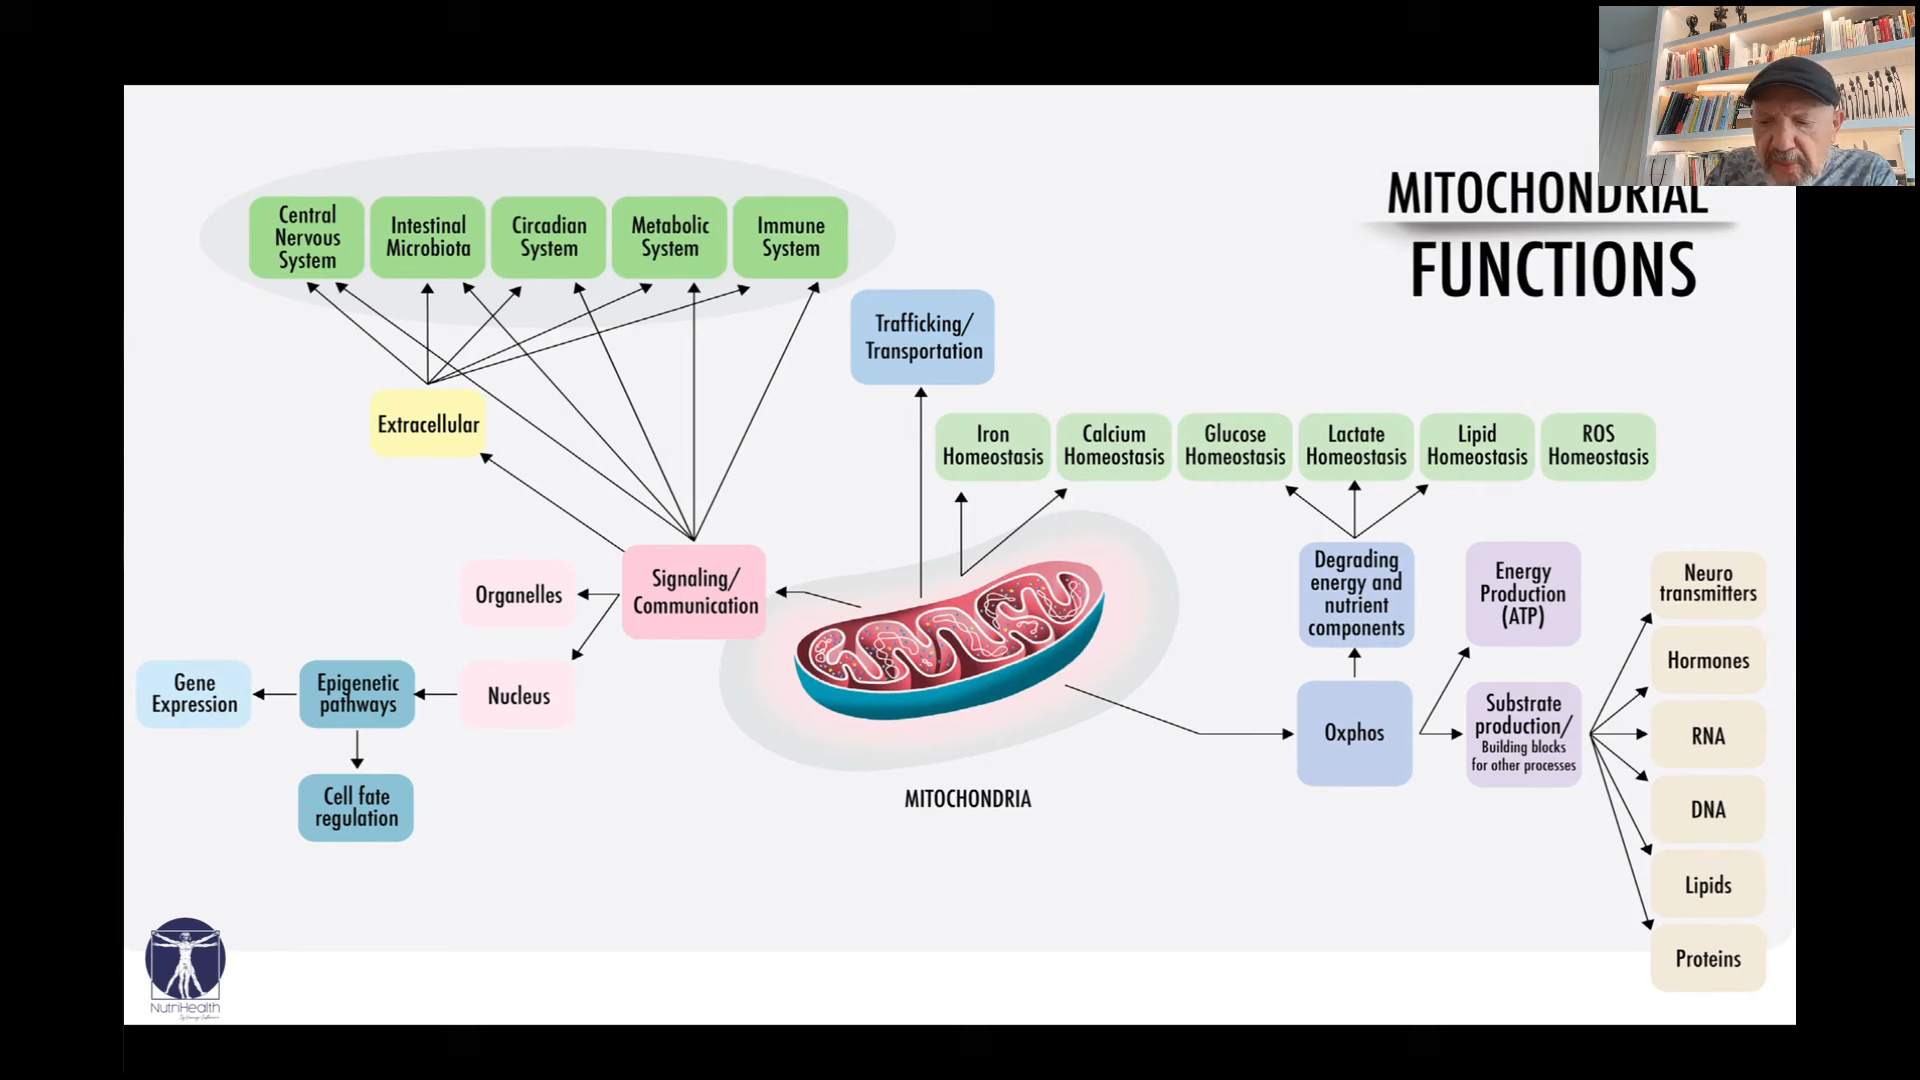 MITOCHONDRIAL
FUNCTIONS
Central
Nervous
System
Intestinal
Microbiota
Circadian
System
Metabolic
System
Immune
System
Trafficking/
Transportation
Extracellular
Iron
Homeostasis
Calcium
Homeostasis
Glucose
Homeostasis
Lactate
Homeostasis
Lipid
Homeostasis
ROS
Homeostasis
Organelles
Signaling/
Communication
Degrading
energy and
nutrient
components
Energy
Production
(ATP)
Neuro
transmitters
Hormones
Gene
Expression
Epigenetic
pathways
Nucleus
Oxphos
Substrate
production/
Building blocks
for other processes
RNA
DNA
Cell fate
regulation
MITOCHONDRIA
Lipids
Proteins
NutriHealth